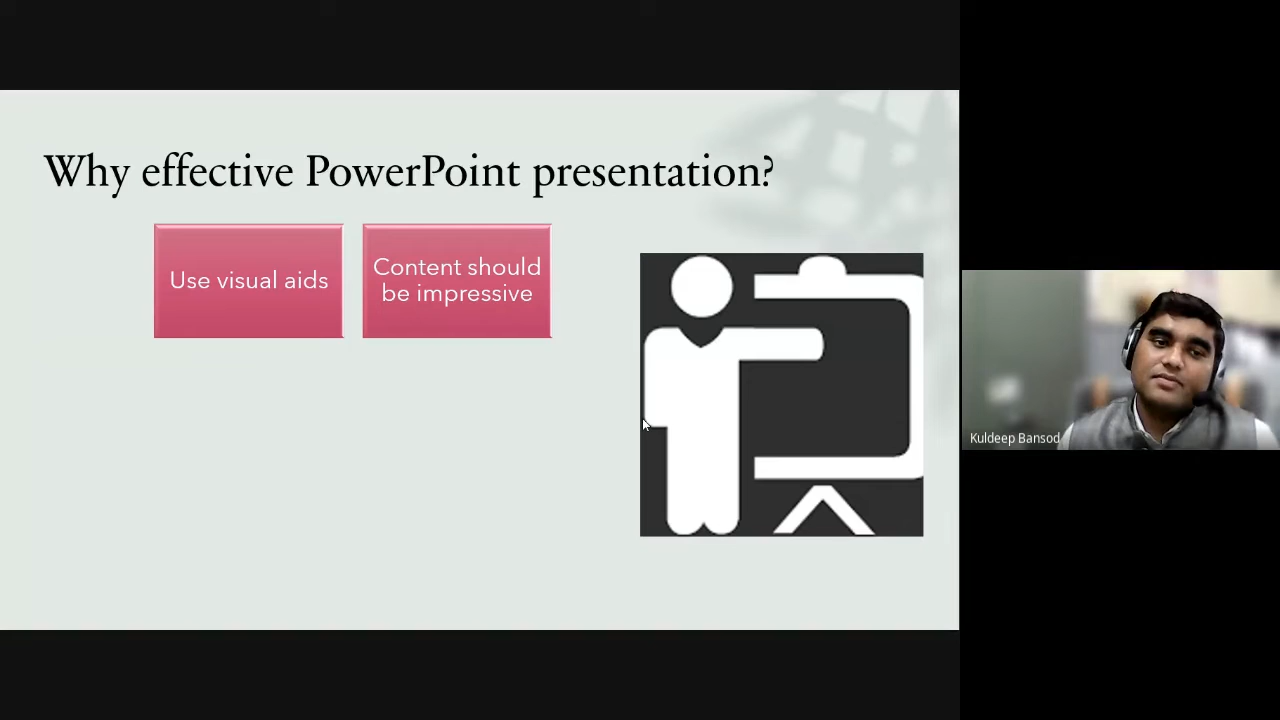 Why effective PowerPoint presentation?
Use visual aids
Content should
be impressive
Kuldeep Bansod